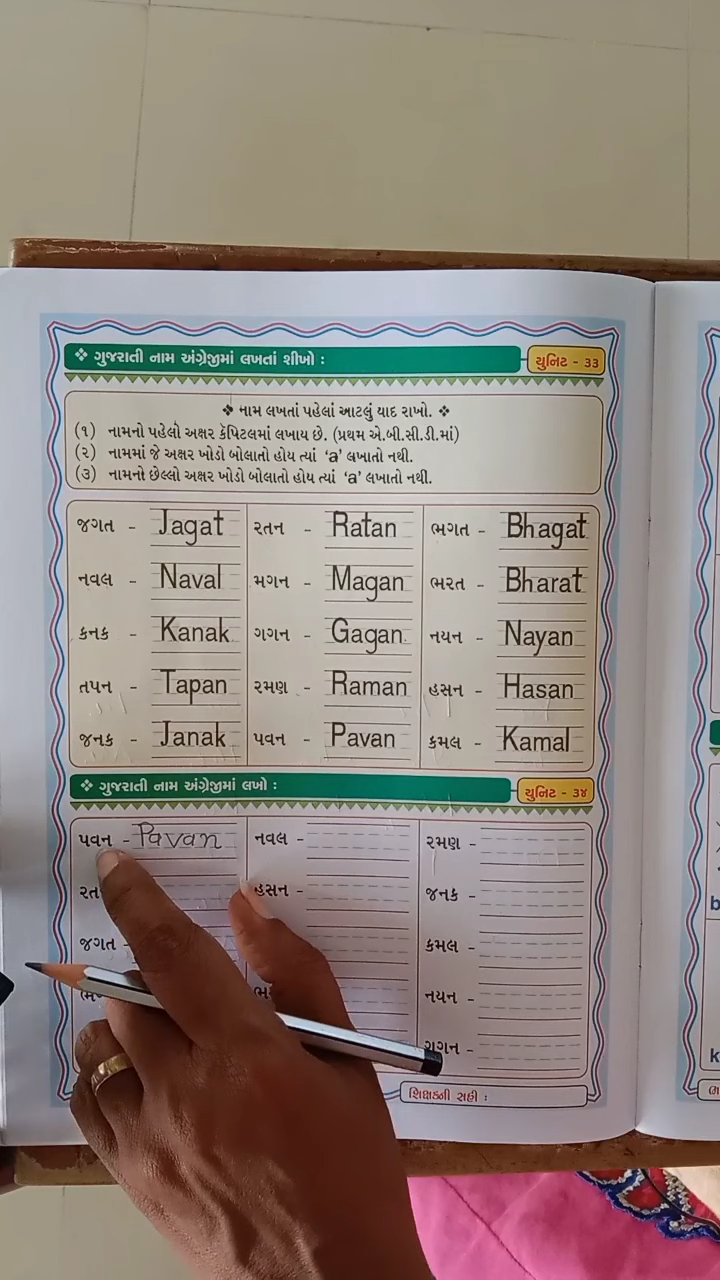 ❖ ગુજરાતી નામ અંગ્રેજીમાં લખતાં શીખો :
યુનિટ - ૩૩
❖ નામ લખતાં પહેલાં આટલું યાદ રાખો. ❖
(૧) નામનો પહેલો અક્ષર કૅપિટલમાં લખાય છે. (પ્રથમ એ.બી.સી.ડી.માં)
(૨) નામમાં જે અક્ષર ખોડો બોલાતો હોય ત્યાં ‘a’ લખાતો નથી.
(૩) નામનો છેલ્લો અક્ષર ખોડો બોલાતો હોય ત્યાં ‘a’ લખાતો નથી.
જગત - Jagat રતન - Ratan ભગત - Bhagat
નવલ - Naval મગન - Magan ભરત - Bharat
કનક - Kanak ગગન - Gagan નયન - Nayan
તપન - Tapan રમણ - Raman હસન - Hasan
જનક - Janak પવન - Pavan કમલ - Kamal
❖ ગુજરાતી નામ અંગ્રેજીમાં લખો :
યુનિટ - ૩૪
પવન - Pavan નવલ - રમણ -
હસન - જનક -
જગત - કમલ -
નયન -
ગગન -
શિક્ષકની સહી :